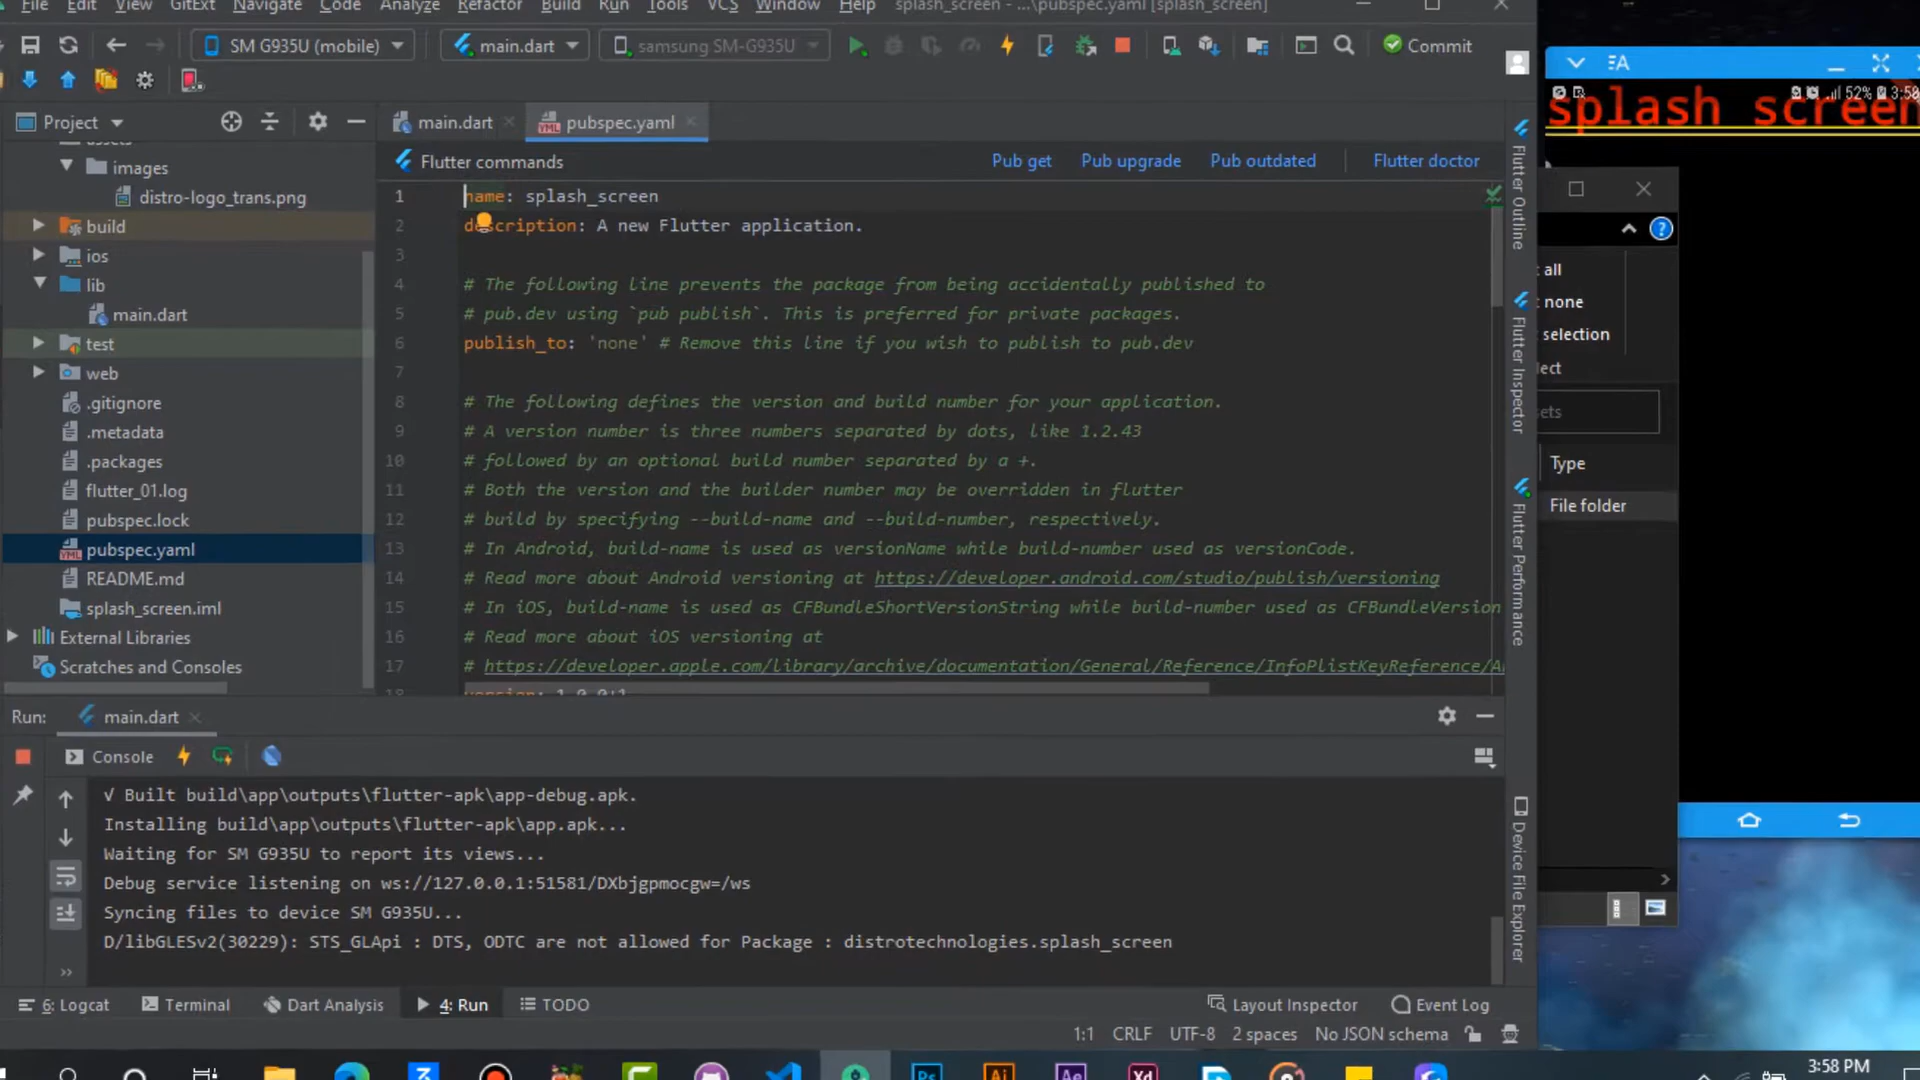 File Edit View GitExt Navigate Code Analyze Refactor Build Run Tools VCS Window Help splash_screen - ...\pubspec.yaml [splash_screen]
SM G935U (mobile) main.dart samsung SM-G935U Commit
Project
main.dart pubspec.yaml
Flutter commands Pub get Pub upgrade Pub outdated Flutter doctor
assets
images
distro-logo_trans.png
build
ios
lib
main.dart
test
web
.gitignore
.metadata
.packages
flutter_01.log
pubspec.lock
pubspec.yaml
README.md
splash_screen.iml
External Libraries
Scratches and Consoles
1 name: splash_screen
2 description: A new Flutter application.
3
4 # The following line prevents the package from being accidentally published to
5 # pub.dev using `pub publish`. This is preferred for private packages.
6 publish_to: 'none' # Remove this line if you wish to publish to pub.dev
7
8 # The following defines the version and build number for your application.
9 # A version number is three numbers separated by dots, like 1.2.43
10 # followed by an optional build number separated by a +.
11 # Both the version and the builder number may be overridden in flutter
12 # build by specifying --build-name and --build-number, respectively.
13 # In Android, build-name is used as versionName while build-number used as versionCode.
14 # Read more about Android versioning at https://developer.android.com/studio/publish/versioning
15 # In iOS, build-name is used as CFBundleShortVersionString while build-number used as CFBundleVersion
16 # Read more about iOS versioning at
17 # https://developer.apple.com/library/archive/documentation/General/Reference/InfoPlistKeyReference/A
18 version: 1.0.0+1
Flutter Outline
Flutter Inspector
Flutter Performance
Device File Explorer
Run: main.dart
Console
√ Built build\app\outputs\flutter-apk\app-debug.apk.
Installing build\app\outputs\flutter-apk\app.apk...
Waiting for SM G935U to report its views...
Debug service listening on ws://127.0.0.1:51581/DXbjgpmocgw=/ws
Syncing files to device SM G935U...
D/libGLESv2(30229): STS_GLApi : DTS, ODTC are not allowed for Package : distrotechnologies.splash_screen
6: Logcat Terminal Dart Analysis 4: Run TODO Layout Inspector Event Log
1:1 CRLF UTF-8 2 spaces No JSON schema
52% 3:58
splash screen
all
none
selection
lect
sets
Type
File folder
Ps Ai Ae Xd
3:58 PM